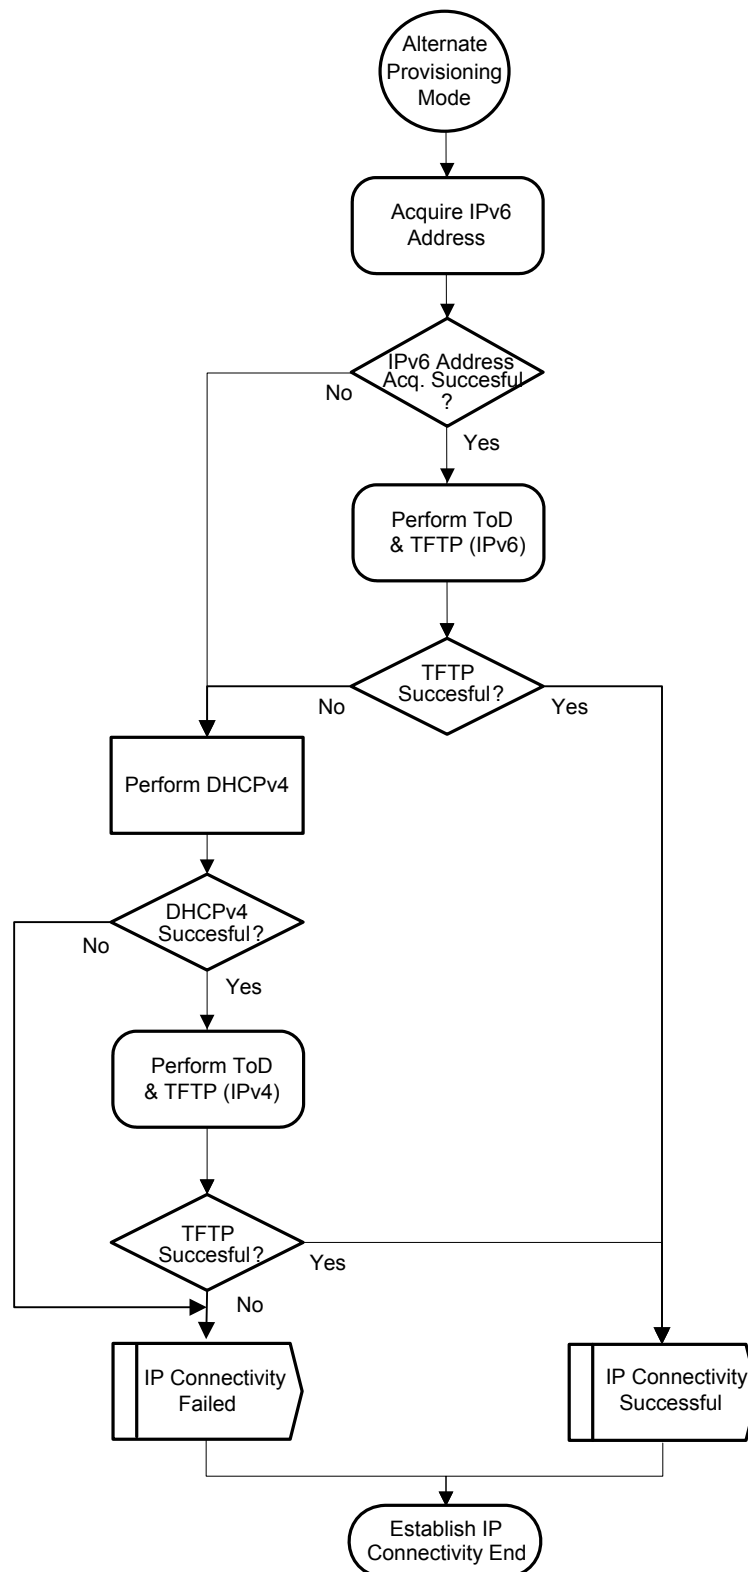 Alternate
Provisioning
Mode
Acquire IPv6
Address
IPv6 Address
Acq. Succesful
?
No
Yes
Perform ToD
& TFTP (IPv6)
TFTP
Succesful?
No
Yes
Perform DHCPv4
DHCPv4
Succesful?
No
Yes
Perform ToD
& TFTP (IPv4)
TFTP
Succesful?
Yes
No
IP Connectivity
Failed
IP Connectivity
Successful
Establish IP
Connectivity End